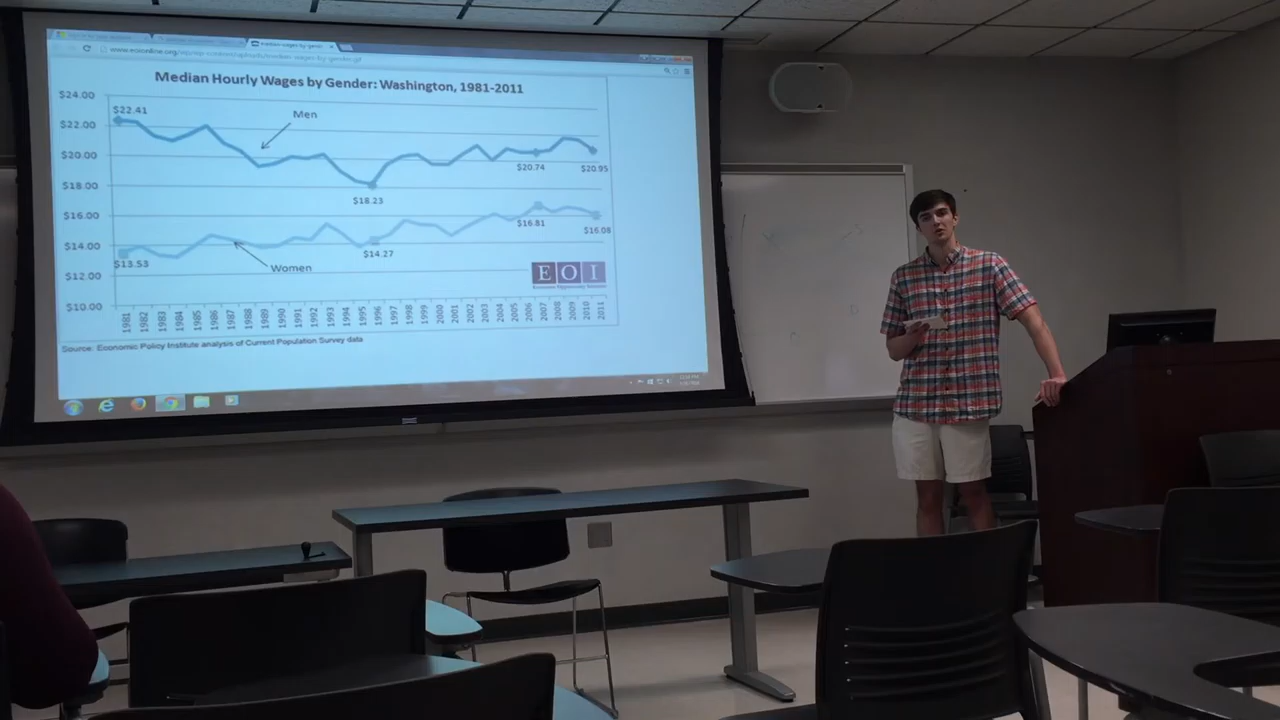 www.eoionline.org
Median Hourly Wages by Gender: Washington, 1981-2011
$24.00
$22.41
Men
$22.00
$20.00
$20.74
$20.95
$18.00
$18.23
$16.00
$16.81
$16.08
$14.00
$13.53
$14.27
Women
$12.00
EOI
$10.00
1981 1982 1983 1984 1985 1986 1987 1988 1989 1990 1991 1992 1993 1994 1995 1996 1997 1998 1999 2000 2001 2002 2003 2004 2005 2006 2007 2008 2009 2010 2011
Source: Economic Policy Institute analysis of Current Population Survey data